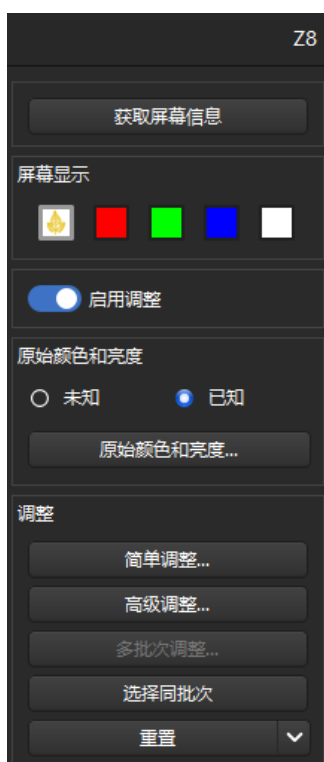 Z8
获取屏幕信息
屏幕显示
启用调整
原始颜色和亮度
未知 已知
原始颜色和亮度...
调整
简单调整...
高级调整...
多批次调整...
选择同批次
重置